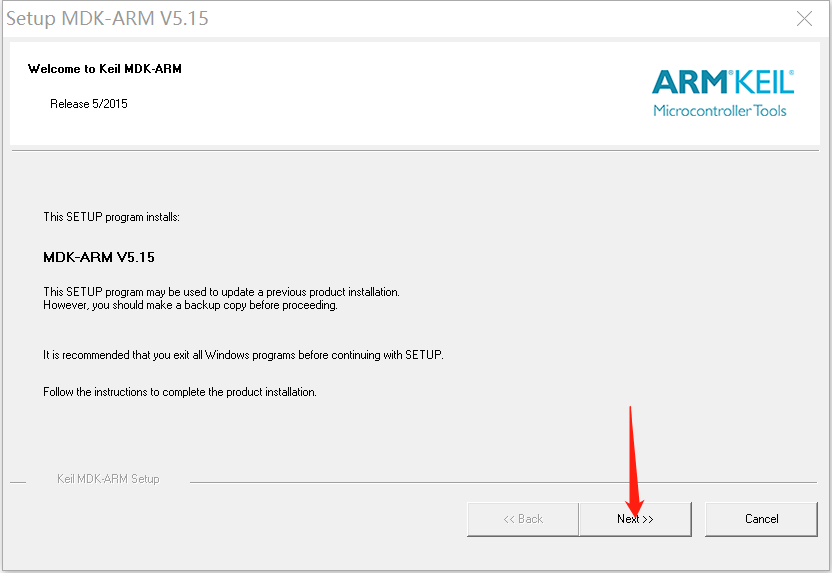 Setup MDK-ARM V5.15
Welcome to Keil MDK-ARM
Release 5/2015
ARM®KEIL®
Microcontroller Tools
This SETUP program installs:
MDK-ARM V5.15
This SETUP program may be used to update a previous product installation.
However, you should make a backup copy before proceeding.
It is recommended that you exit all Windows programs before continuing with SETUP.
Follow the instructions to complete the product installation.
Keil MDK-ARM Setup
<< Back
Next >>
Cancel